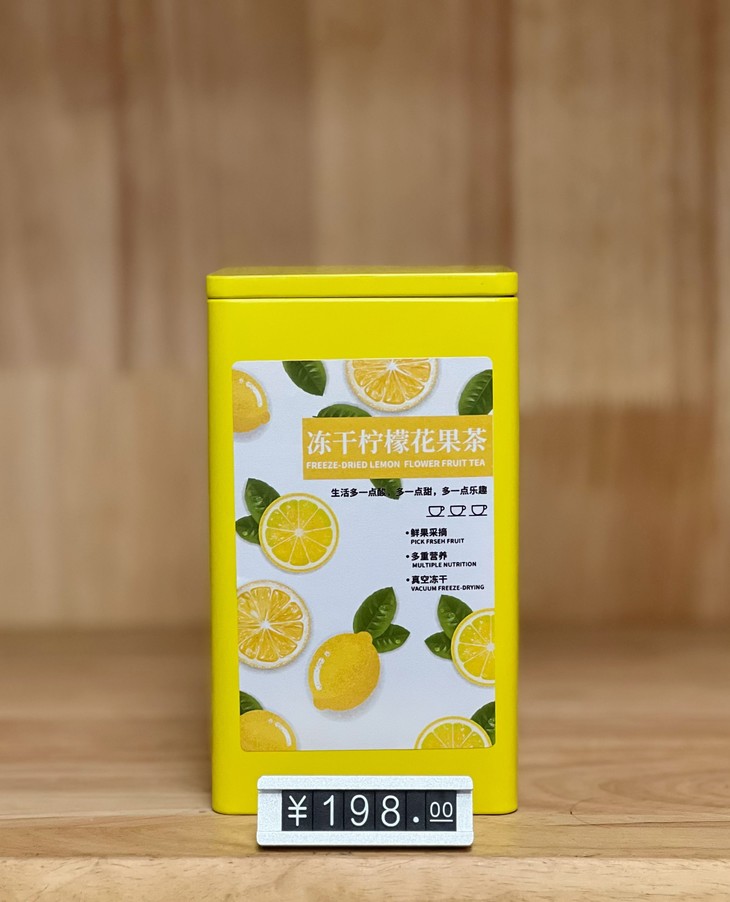 冻干柠檬花果茶
FREEZE-DRIED LEMON FLOWER FRUIT TEA
生活多一点酸，多一点甜，多一点乐趣
•鲜果采摘
PICK FRSEH FRUIT
•多重营养
MULTIPLE NUTRITION
•真空冻干
VACUUM FREEZE-DRYING
¥198.00